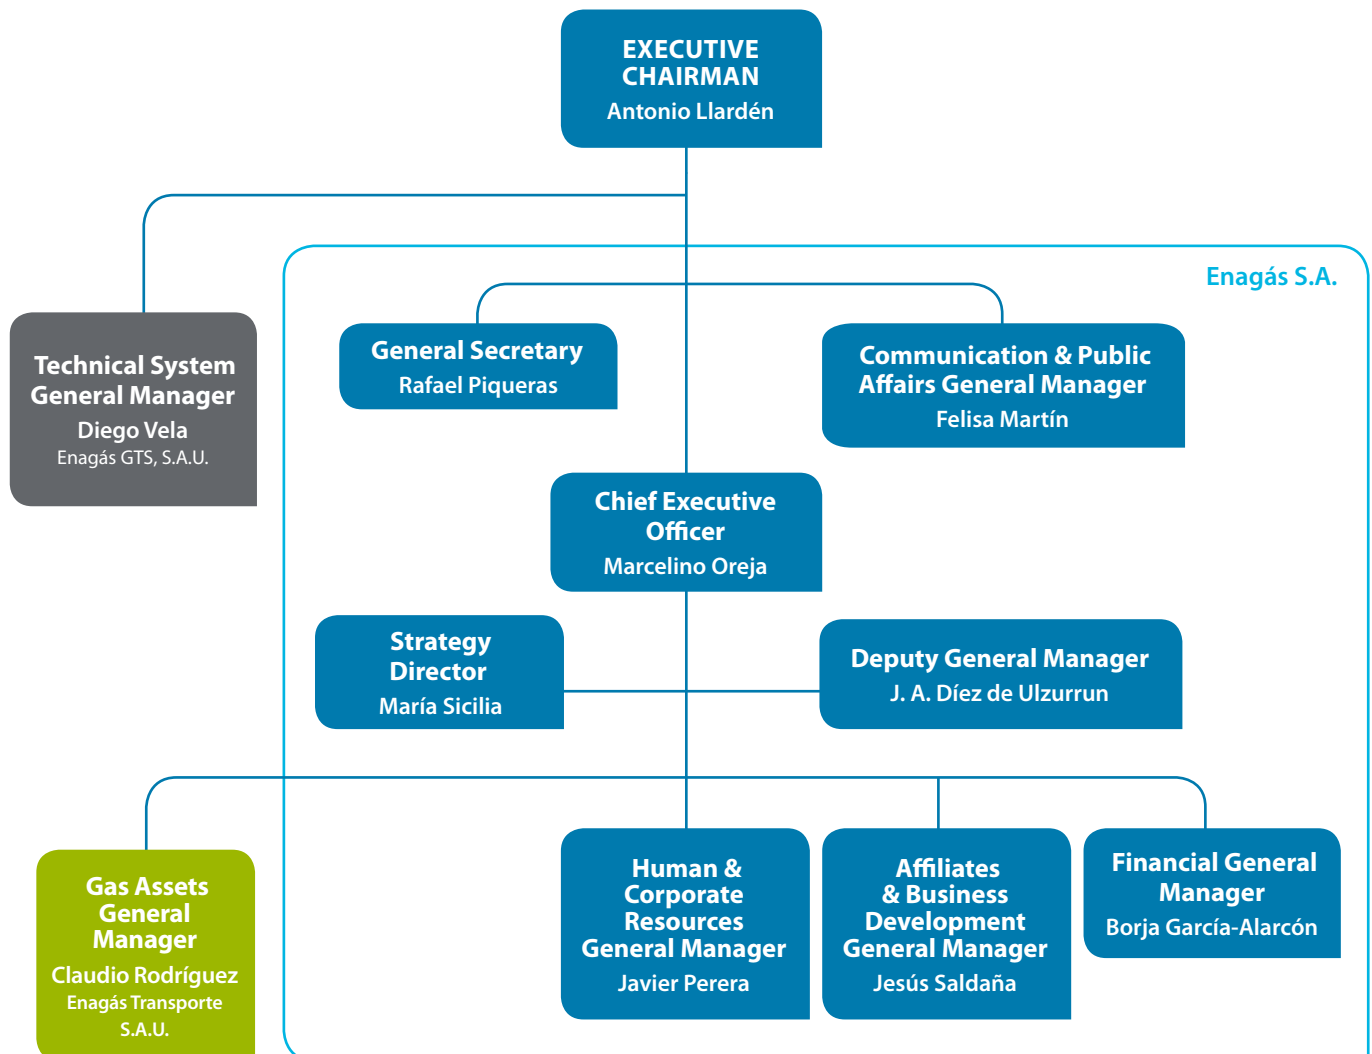 EXECUTIVE
CHAIRMAN
Antonio Llardén
Enagás S.A.
Technical System
General Manager
Diego Vela
Enagás GTS, S.A.U.
General Secretary
Rafael Piqueras
Communication & Public
Affairs General Manager
Felisa Martín
Chief Executive
Officer
Marcelino Oreja
Strategy
Director
María Sicilia
Deputy General Manager
J. A. Díez de Ulzurrun
Gas Assets
General
Manager
Claudio Rodríguez
Enagás Transporte
S.A.U.
Human &
Corporate
Resources
General Manager
Javier Perera
Affiliates
& Business
Development
General Manager
Jesús Saldaña
Financial General
Manager
Borja García-Alarcón